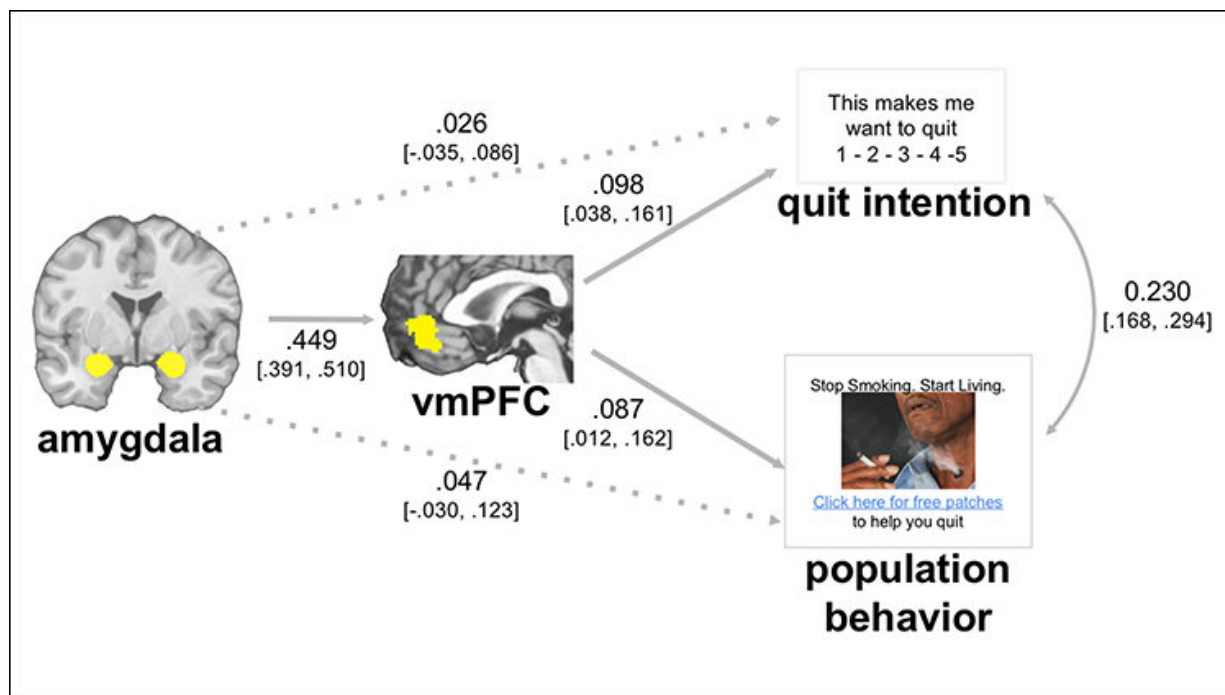 .026
[-.035, .086]
This makes me
want to quit
1 - 2 - 3 - 4 -5
quit intention
.098
[.038, .161]
.449
[.391, .510]
amygdala
vmPFC
0.230
[.168, .294]
.087
[.012, .162]
.047
[-.030, .123]
Stop Smoking. Start Living.
Click here for free patches
to help you quit
population
behavior